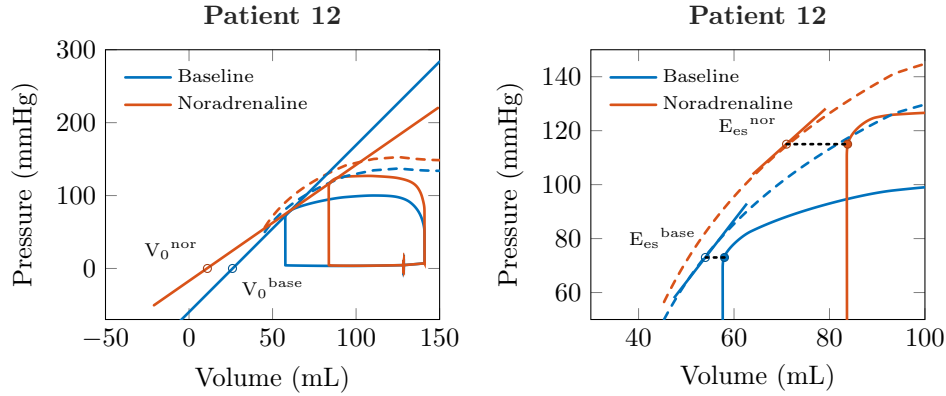 Patient 12
Pressure (mmHg)
300
200
100
0
Baseline
Noradrenaline
V0nor
V0base
−50
0
50
100
150
Volume (mL)
Patient 12
Pressure (mmHg)
140
120
100
80
60
Baseline
Noradrenaline
Eesnor
Eesbase
40
60
80
100
Volume (mL)